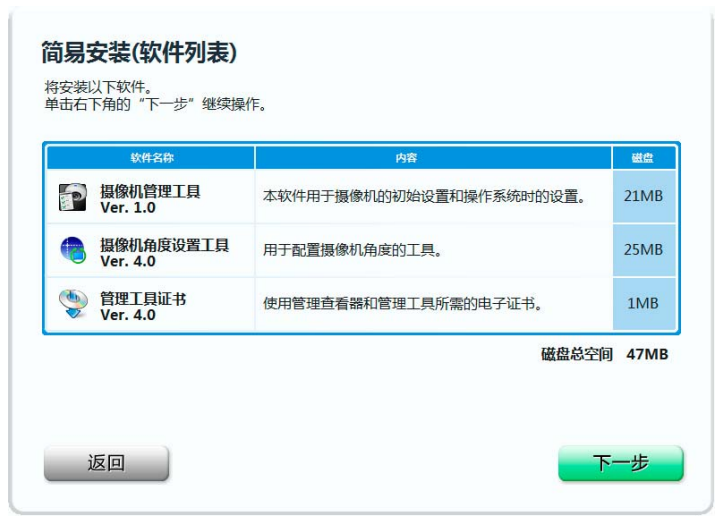 简易安装(软件列表)
将安装以下软件。
单击右下角的“下一步”继续操作。
软件名称 内容 磁盘
摄像机管理工具
Ver. 1.0
本软件用于摄像机的初始设置和操作系统时的设置。 21MB
摄像机角度设置工具
Ver. 4.0
用于配置摄像机角度的工具。 25MB
管理工具证书
Ver. 4.0
使用管理查看器和管理工具所需的电子证书。 1MB
磁盘总空间 47MB
返回 下一步